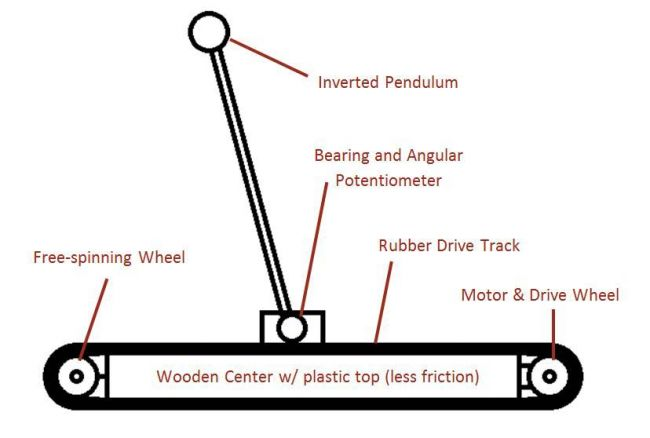 Inverted Pendulum
Bearing and Angular
Potentiometer
Rubber Drive Track
Free-spinning Wheel
Motor & Drive Wheel
Wooden Center w/ plastic top (less friction)